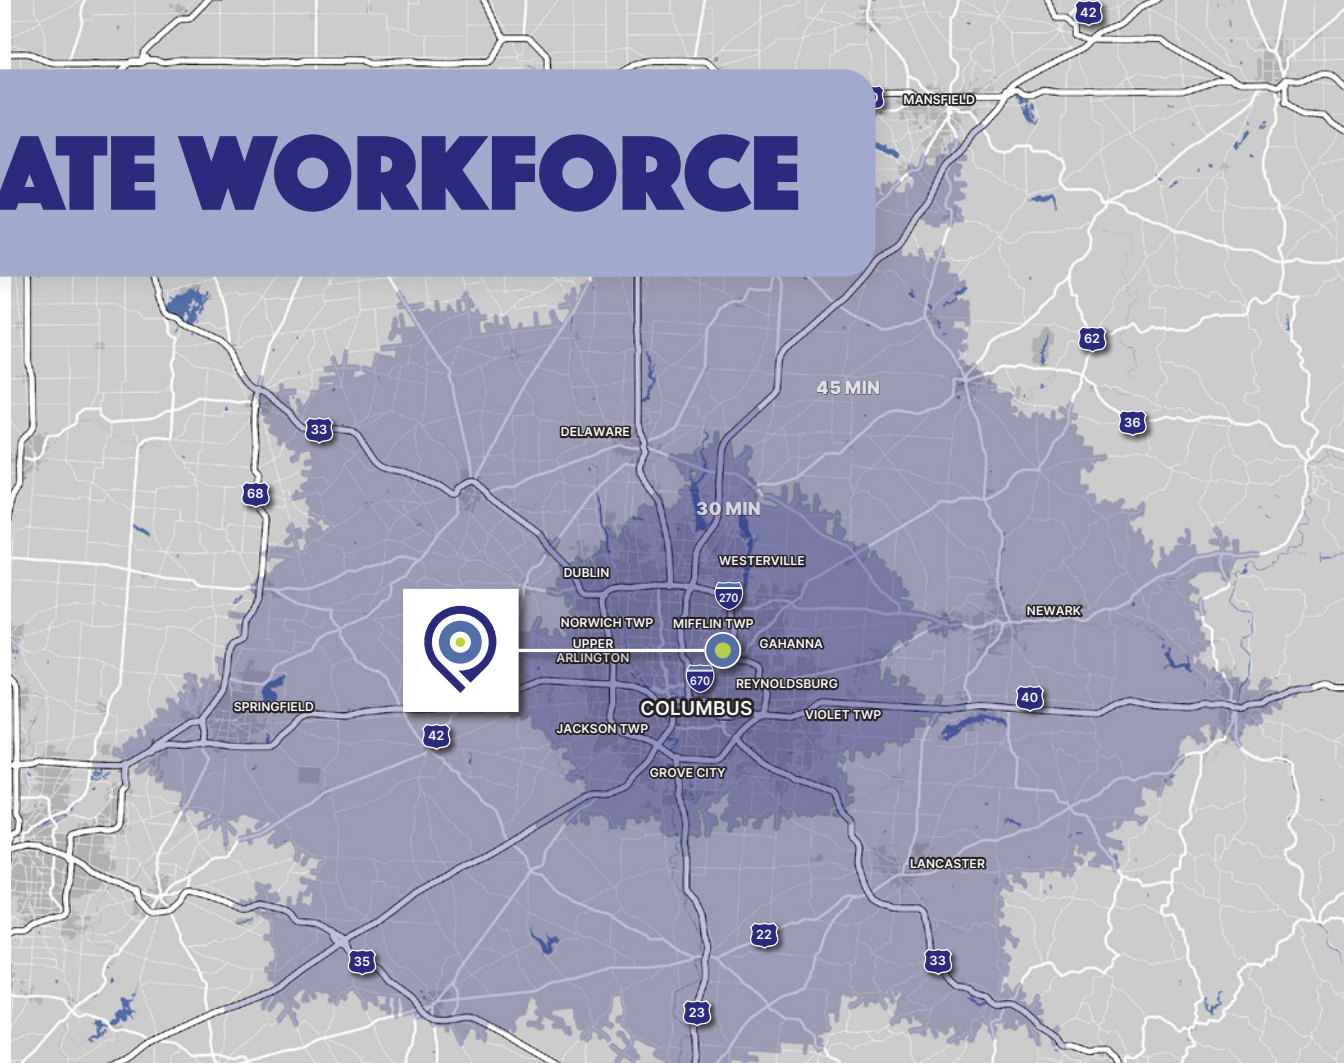 42
MANSFIELD
ATE WORKFORCE
62
45 MIN
36
33
DELAWARE
68
30 MIN
WESTERVILLE
DUBLIN
270
NEWARK
NORWICH TWP
MIFFLIN TWP
UPPER
ARLINGTON
GAHANNA
670
REYNOLDSBURG
40
SPRINGFIELD
COLUMBUS
VIOLET TWP
42
JACKSON TWP
GROVE CITY
LANCASTER
22
35
33
23